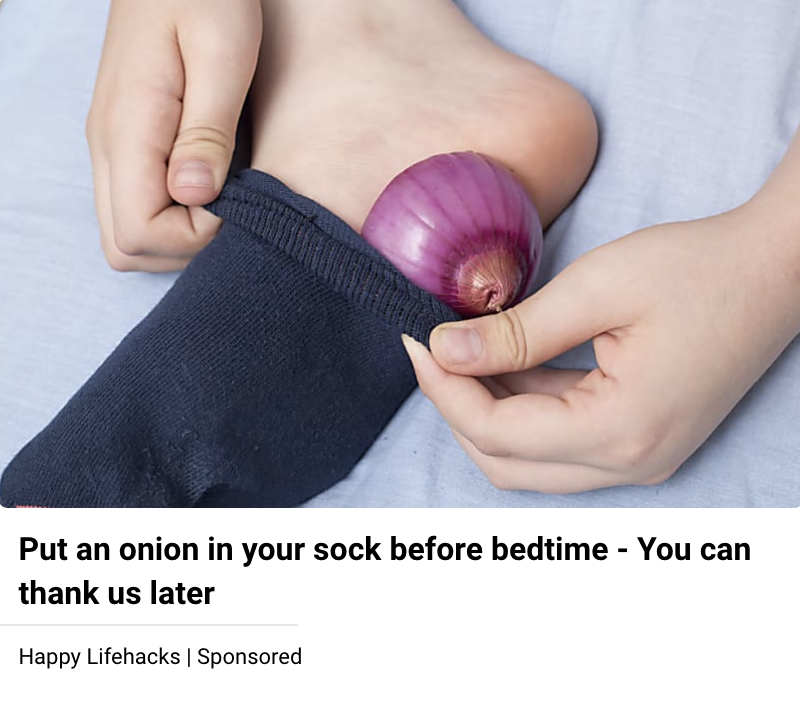 Put an onion in your sock before bedtime - You can
thank us later
Happy Lifehacks | Sponsored